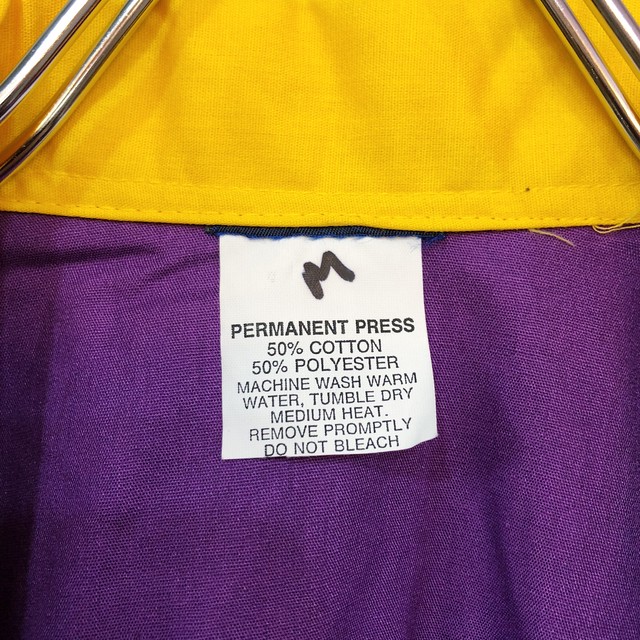 M
PERMANENT PRESS
50% COTTON
50% POLYESTER
MACHINE WASH WARM
WATER, TUMBLE DRY
MEDIUM HEAT.
REMOVE PROMPTLY
DO NOT BLEACH